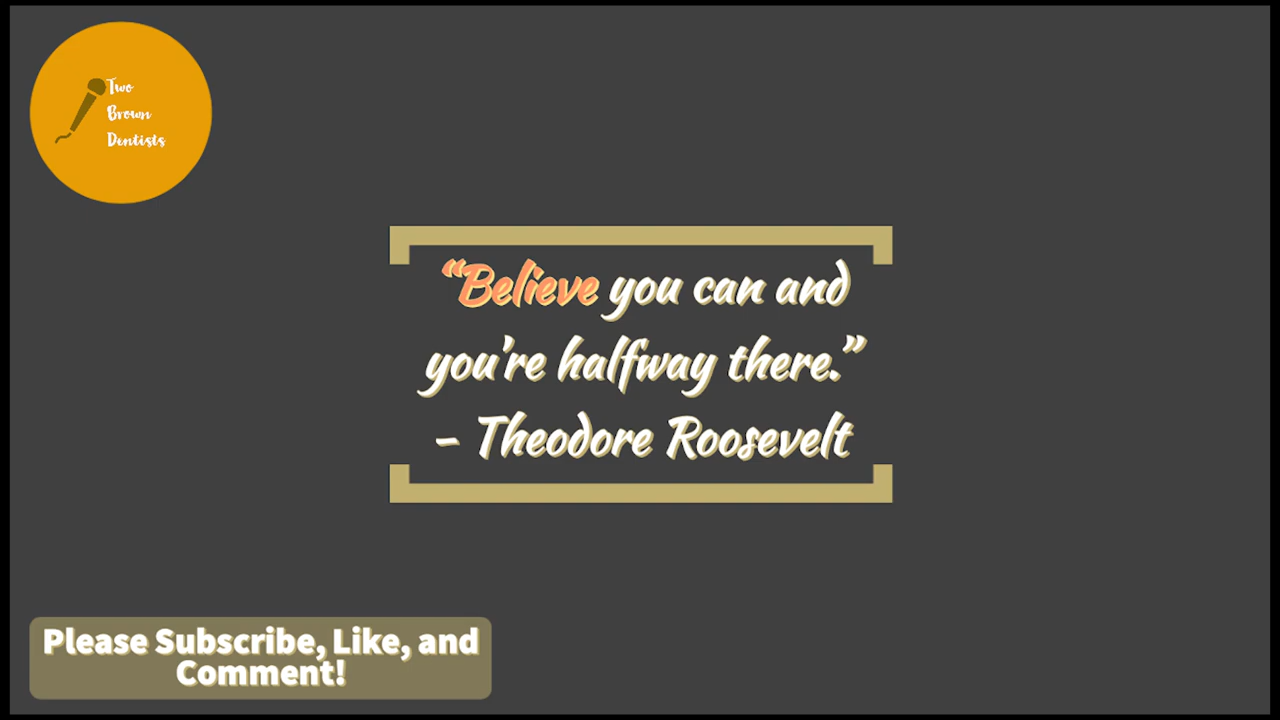 Two
Brown
Dentists
“Believe you can and
you're halfway there.”
- Theodore Roosevelt
Please Subscribe, Like, and
Comment!